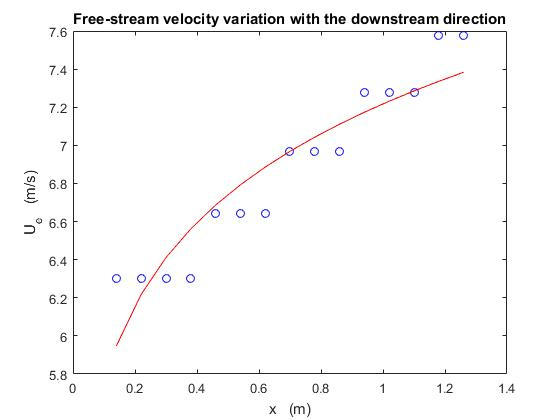 Free-stream velocity variation with the downstream direction
7.6
7.4
7.2
7
6.8
6.6
6.4
6.2
6
5.8
U_e (m/s)
0 0.2 0.4 0.6 0.8 1 1.2 1.4
x (m)